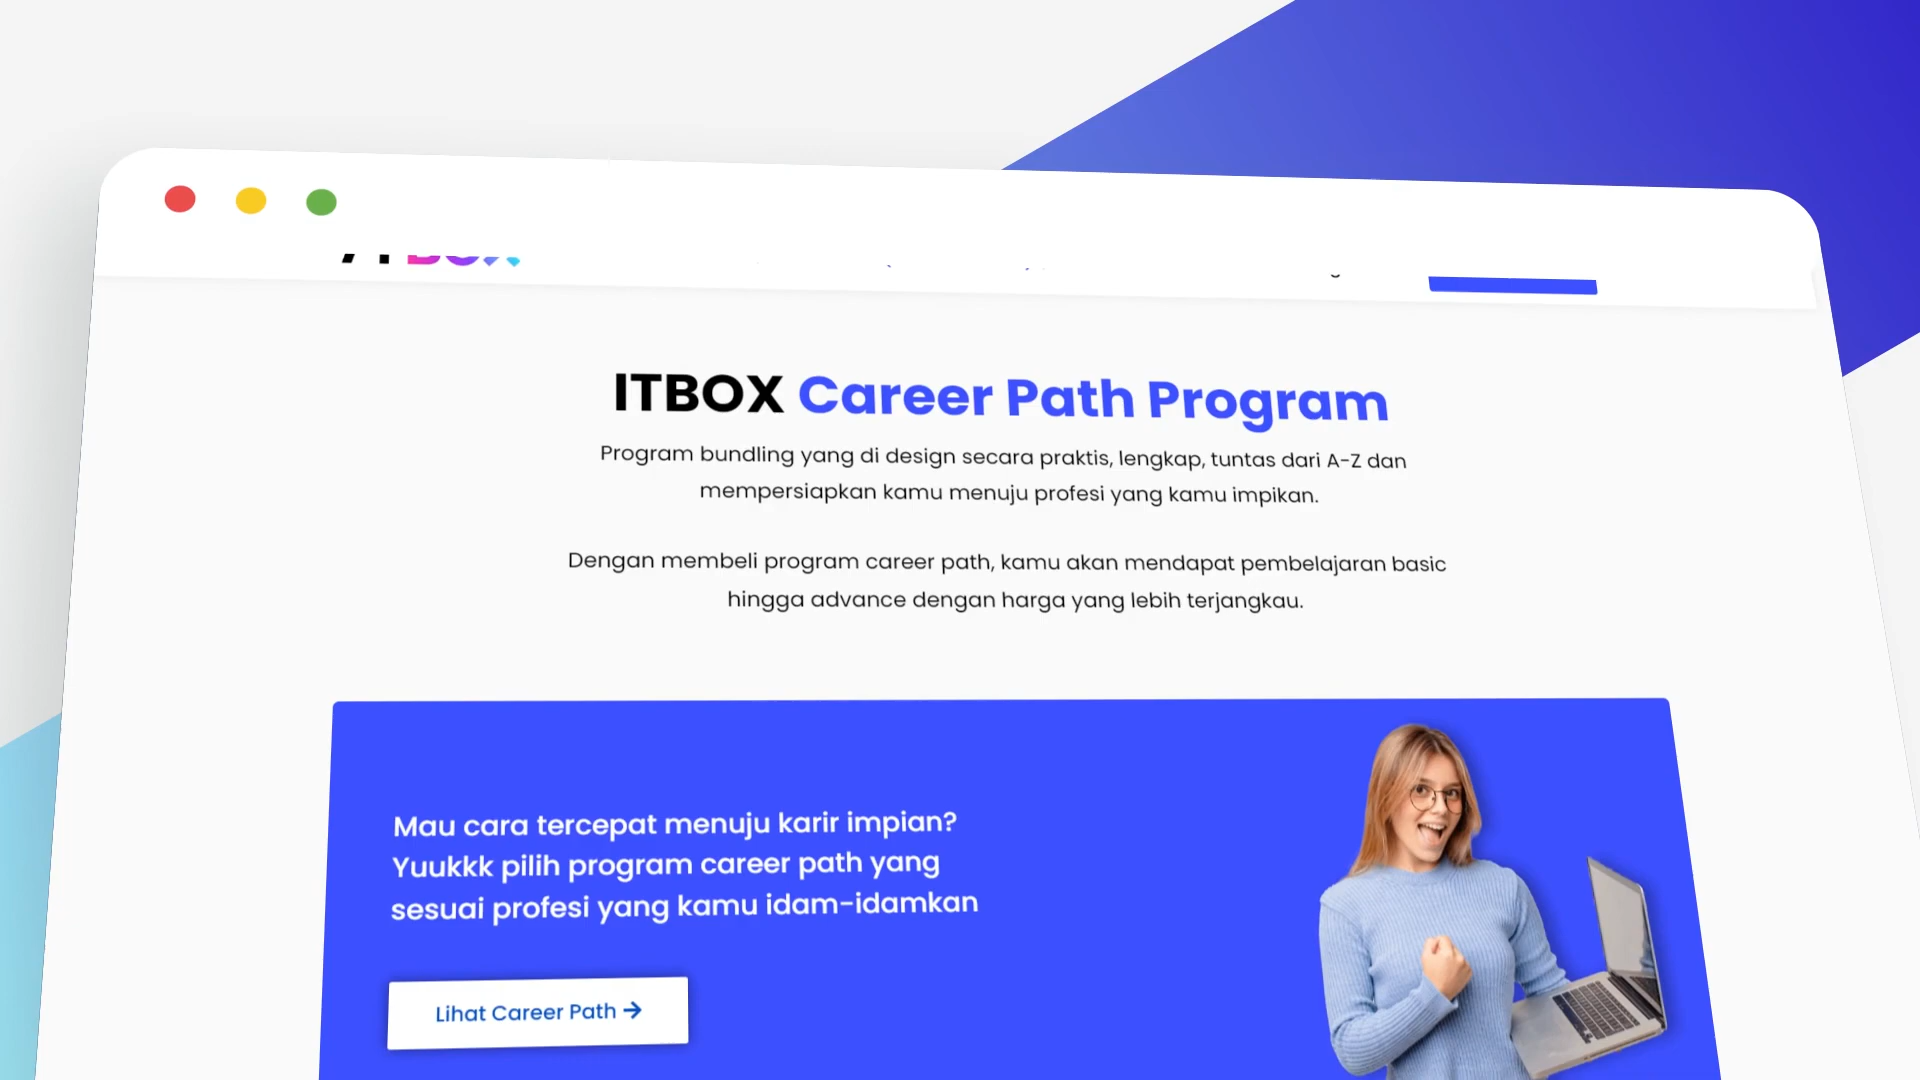 ITBOX Career Path Program
Program bundling yang di design secara praktis, lengkap, tuntas dari A-Z dan
mempersiapkan kamu menuju profesi yang kamu impikan.
Dengan membeli program career path, kamu akan mendapat pembelajaran basic
hingga advance dengan harga yang lebih terjangkau.
Mau cara tercepat menuju karir impian?
Yuukkk pilih program career path yang
sesuai profesi yang kamu idam-idamkan
Lihat Career Path →